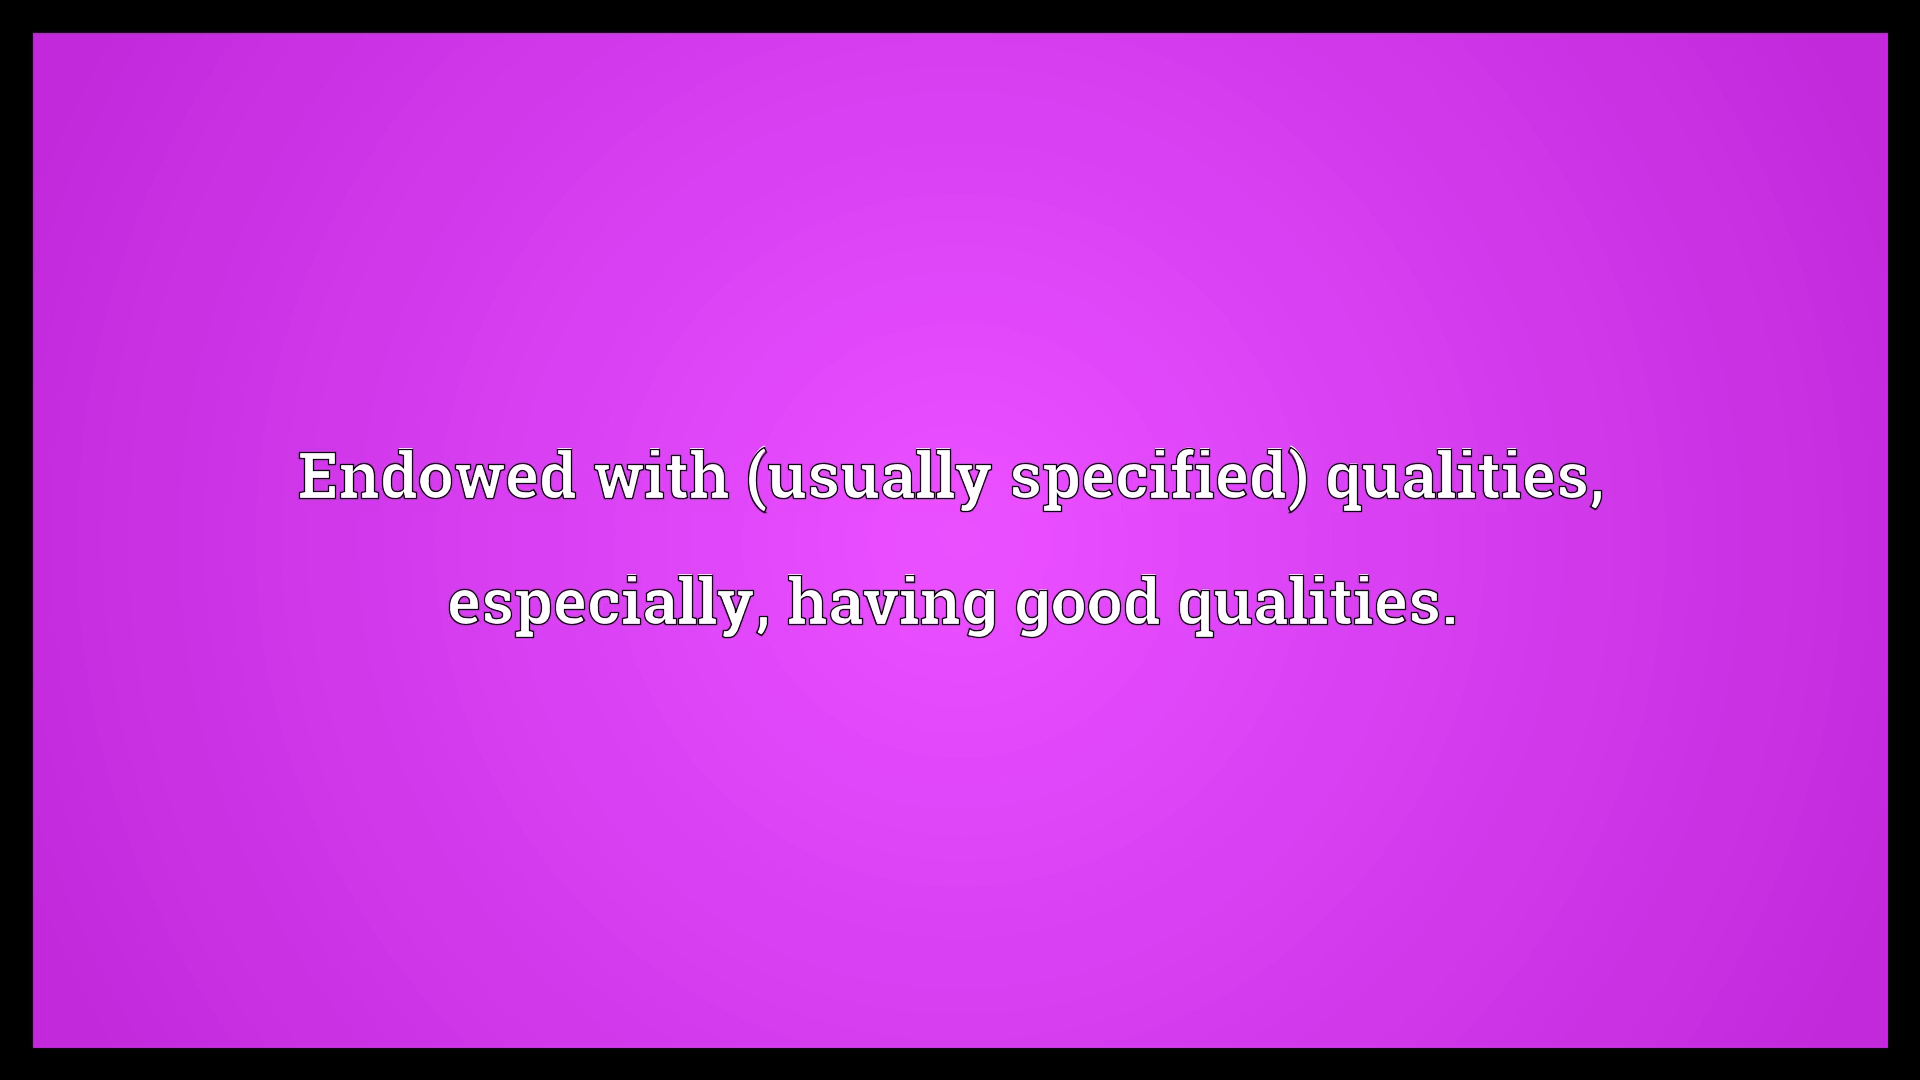 Endowed with (usually specified) qualities,
especially, having good qualities.